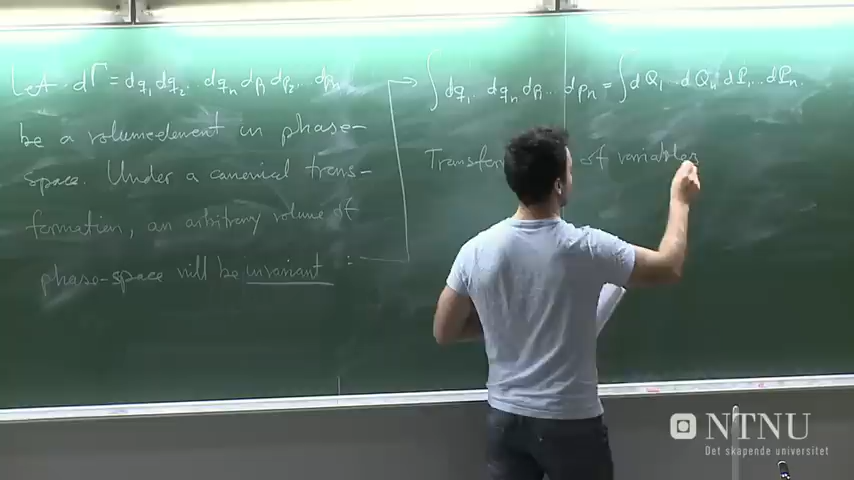 Let dΓ = dq₁ dq₂ .. dqₙ dp₁ dp₂ ... dpₙ
be a volume element in phase-
space. Under a canonical trans-
formation, an arbitrary volume of
phase-space will be invariant :
∫ dq₁ .. dqₙ dp₁ ... dpₙ = ∫ dQ₁ .. dQₙ dP₁ ... dPₙ.
of variables
NTNU
Det skapende universitet